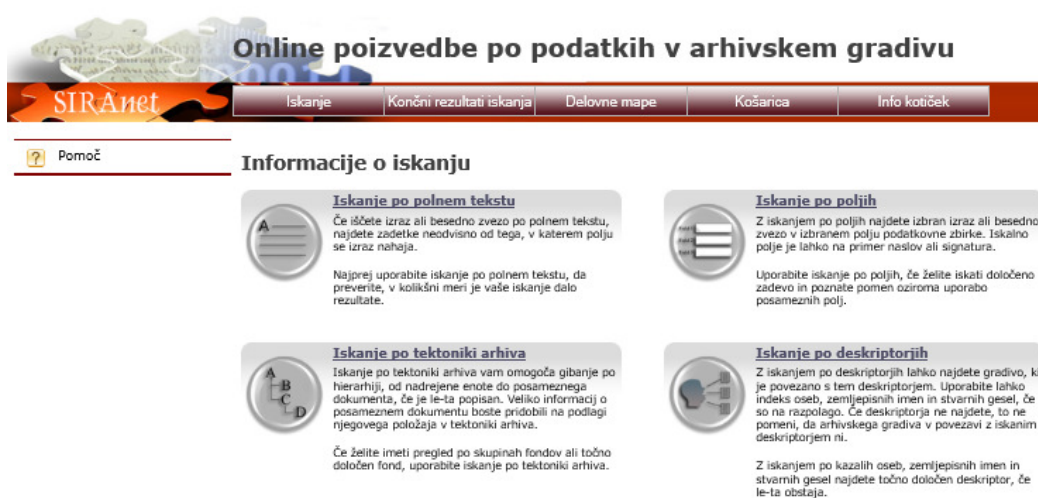 Online poizvedbe po podatkih v arhivskem gradivu
SIRAnet
Iskanje
Končni rezultati iskanja
Delovne mape
Košarica
Info kotiček
Pomoč
Informacije o iskanju
Iskanje po polnem tekstu
Če iščete izraz ali besedno zvezo po polnem tekstu,
najdete zadetke neodvisno od tega, v katerem polju
se izraz nahaja.
Najprej uporabite iskanje po polnem tekstu, da
preverite, v kolikšni meri je vaše iskanje dalo
rezultate.
Iskanje po poljih
Z iskanjem po poljih najdete izbran izraz ali besedno
zvezo v izbranem polju podatkovne zbirke. Iskalno
polje je lahko na primer naslov ali signatura.
Uporabite iskanje po poljih, če želite iskati določeno
zadevo in poznate pomen oziroma uporabo
posameznih polj.
Iskanje po tektoniki arhiva
Iskanje po tektoniki arhiva vam omogoča gibanje po
hierarhiji, od nadrejene enote do posameznega
dokumenta, če je le-ta popisan. Veliko informacij o
posameznem dokumentu boste pridobili na podlagi
njegovega položaja v tektoniki arhiva.
Če želite imeti pregled po skupinah fondov ali točno
določen fond, uporabite iskanje po tektoniki arhiva.
Iskanje po deskriptorjih
Z iskanjem po deskriptorjih lahko najdete gradivo, ki
je povezano s tem deskriptorjem. Uporabite lahko
indeks oseb, zemljepisnih imen in stvarnih gesel, če
so na razpolago. Če deskriptorja ne najdete, to ne
pomeni, da arhivskega gradiva v povezavi z iskanim
deskriptorjem ni.
Z iskanjem po kazalih oseb, zemljepisnih imen in
stvarnih gesel najdete točno določen deskriptor, če
le-ta obstaja.